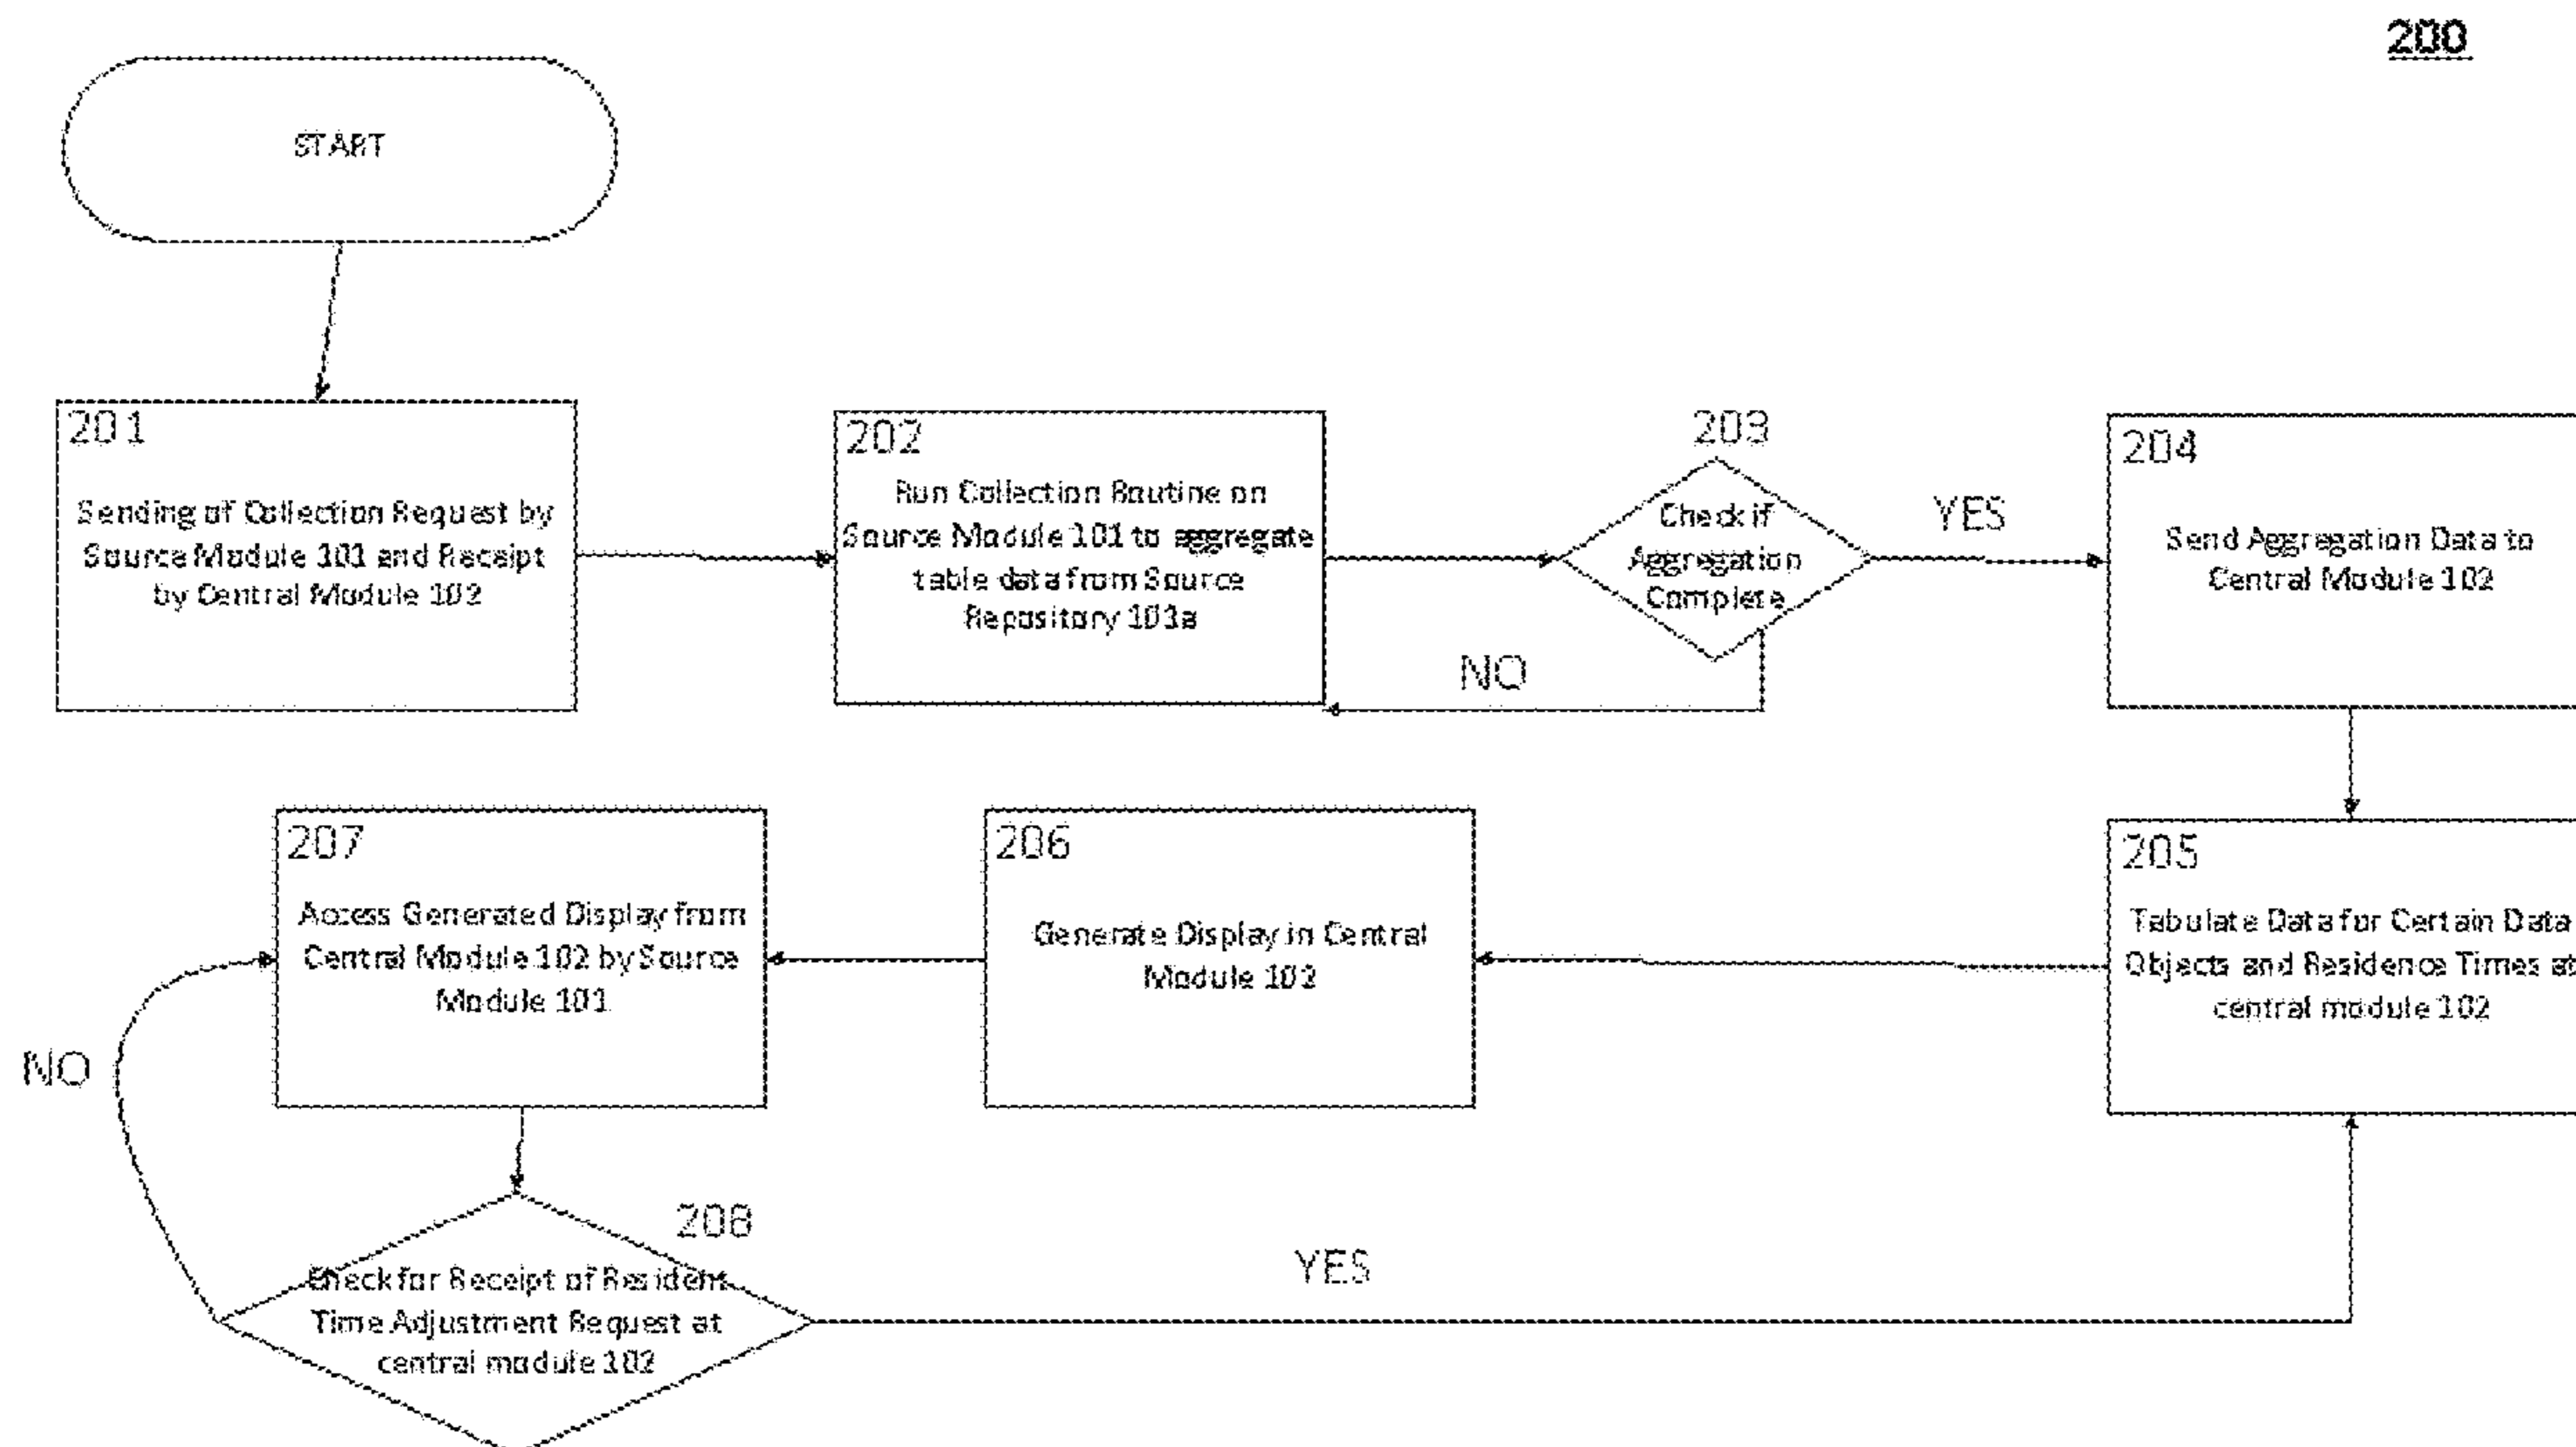 200
START
201
Sending of Collection Request by
Source Module 101 and Receipt
by Central Module 102
202
Run Collection Routine on
Source Module 101 to aggregate
table data from Source
Repository 103a
203
Check if
Aggregation
Complete
YES
NO
204
Send Aggregation Data to
Central Module 102
205
Tabulate Data for Certain Data
Objects and Residence Times at
central module 102
206
Generate Display in Central
Module 102
207
Access Generated Display from
Central Module 102 by Source
Module 101
NO
208
Check for Receipt of Resident
Time Adjustment Request at
central module 102
YES